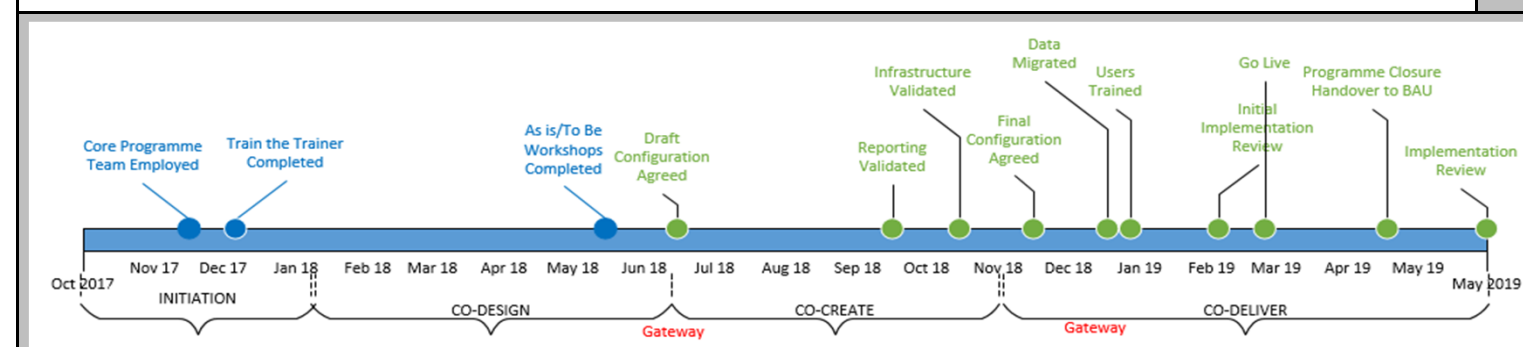 Core Programme
Team Employed
Train the Trainer
Completed
As is/To Be
Workshops
Completed
Draft
Configuration
Agreed
Reporting
Validated
Infrastructure
Validated
Final
Configuration
Agreed
Data
Migrated
Users
Trained
Initial
Implementation
Review
Go Live
Programme Closure
Handover to BAU
Implementation
Review
Oct 2017
Nov 17 Dec 17 Jan 18 Feb 18 Mar 18 Apr 18 May 18 Jun 18 Jul 18 Aug 18 Sep 18 Oct 18 Nov 18 Dec 18 Jan 19 Feb 19 Mar 19 Apr 19 May 19
May 2019
INITIATION
CO-DESIGN
CO-CREATE
CO-DELIVER
Gateway
Gateway